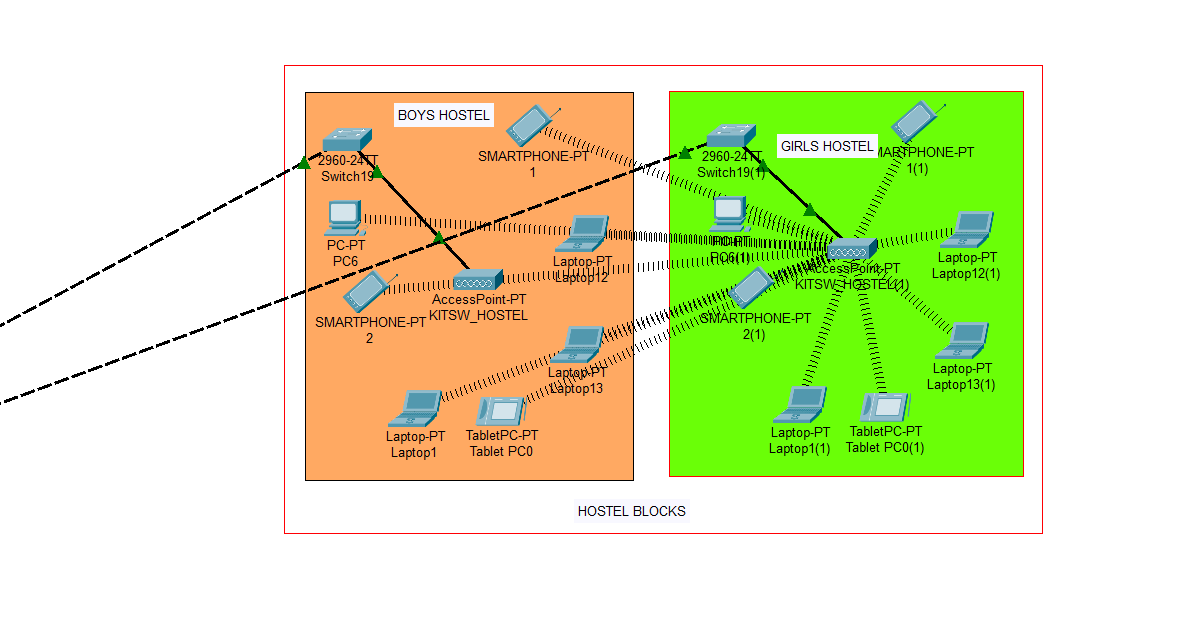 BOYS HOSTEL
SMARTPHONE-PT
1
2960-24TT
Switch19
PC-PT
PC6
Laptop-PT
Laptop12
AccessPoint-PT
KITSW_HOSTEL
SMARTPHONE-PT
2
Laptop-PT
Laptop13
Laptop-PT
Laptop1
TabletPC-PT
Tablet PC0
GIRLS HOSTEL
SMARTPHONE-PT
1(1)
2960-24TT
Switch19(1)
PC-PT
PC6(1)
AccessPoint-PT
KITSW_HOSTEL(1)
Laptop-PT
Laptop12(1)
SMARTPHONE-PT
2(1)
Laptop-PT
Laptop13(1)
Laptop-PT
Laptop1(1)
TabletPC-PT
Tablet PC0(1)
HOSTEL BLOCKS